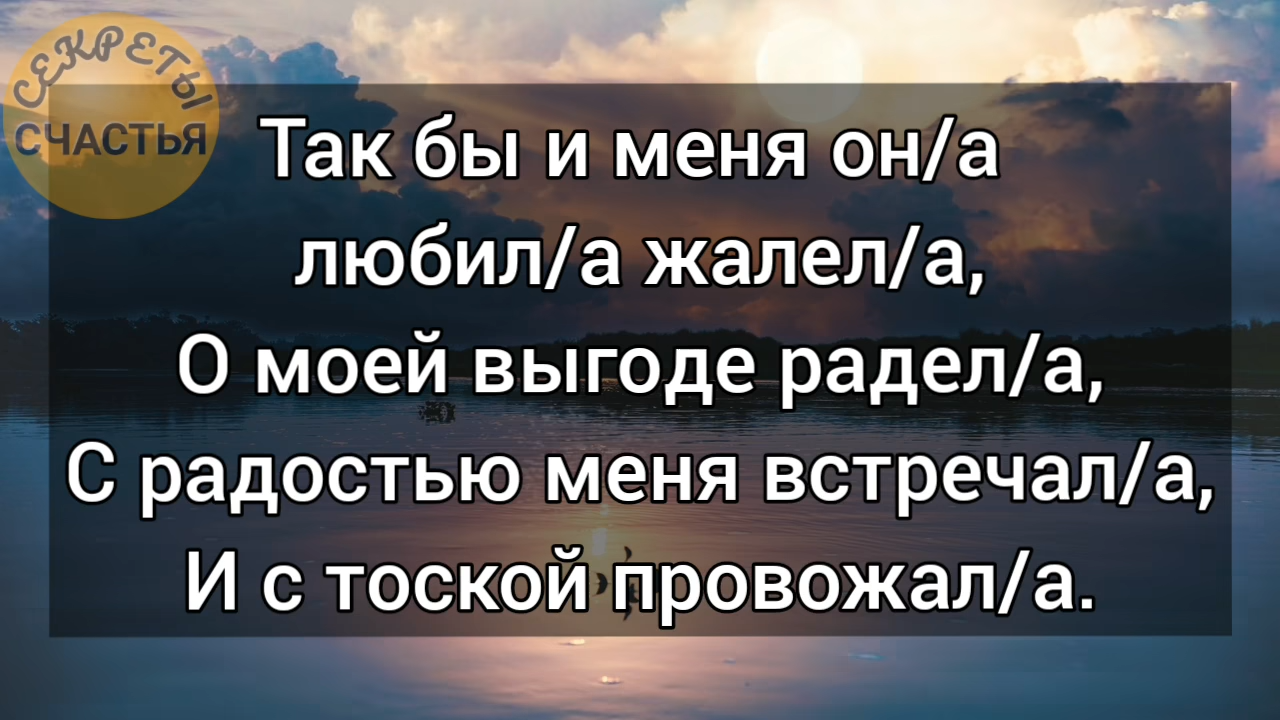 СЕКРЕТЫ
СЧАСТЬЯ
Так бы и меня он/а
любил/а жалел/а,
О моей выгоде радел/а,
С радостью меня встречал/а,
И с тоской провожал/а.